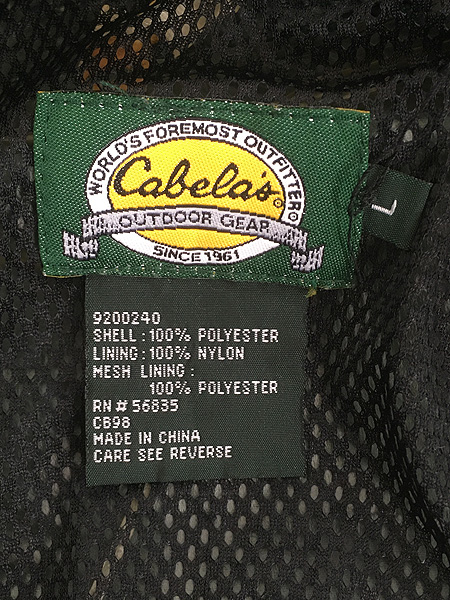 WORLD'S FOREMOST OUTFITTER®
Cabela's®
OUTDOOR GEAR
SINCE 1961
L
9200240
SHELL : 100% POLYESTER
LINING : 100% NYLON
MESH LINING :
100% POLYESTER
RN # 56835
CB98
MADE IN CHINA
CARE SEE REVERSE